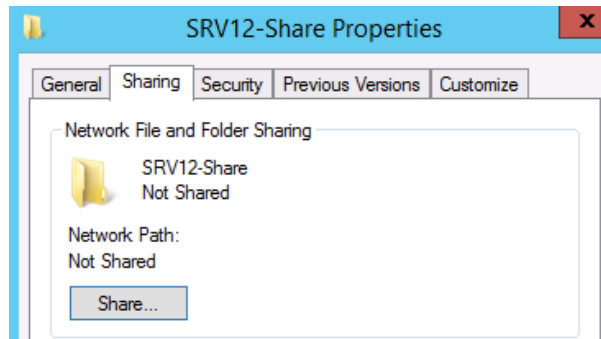 SRV12-Share Properties
x
General Sharing Security Previous Versions Customize
Network File and Folder Sharing
SRV12-Share
Not Shared
Network Path:
Not Shared
Share...